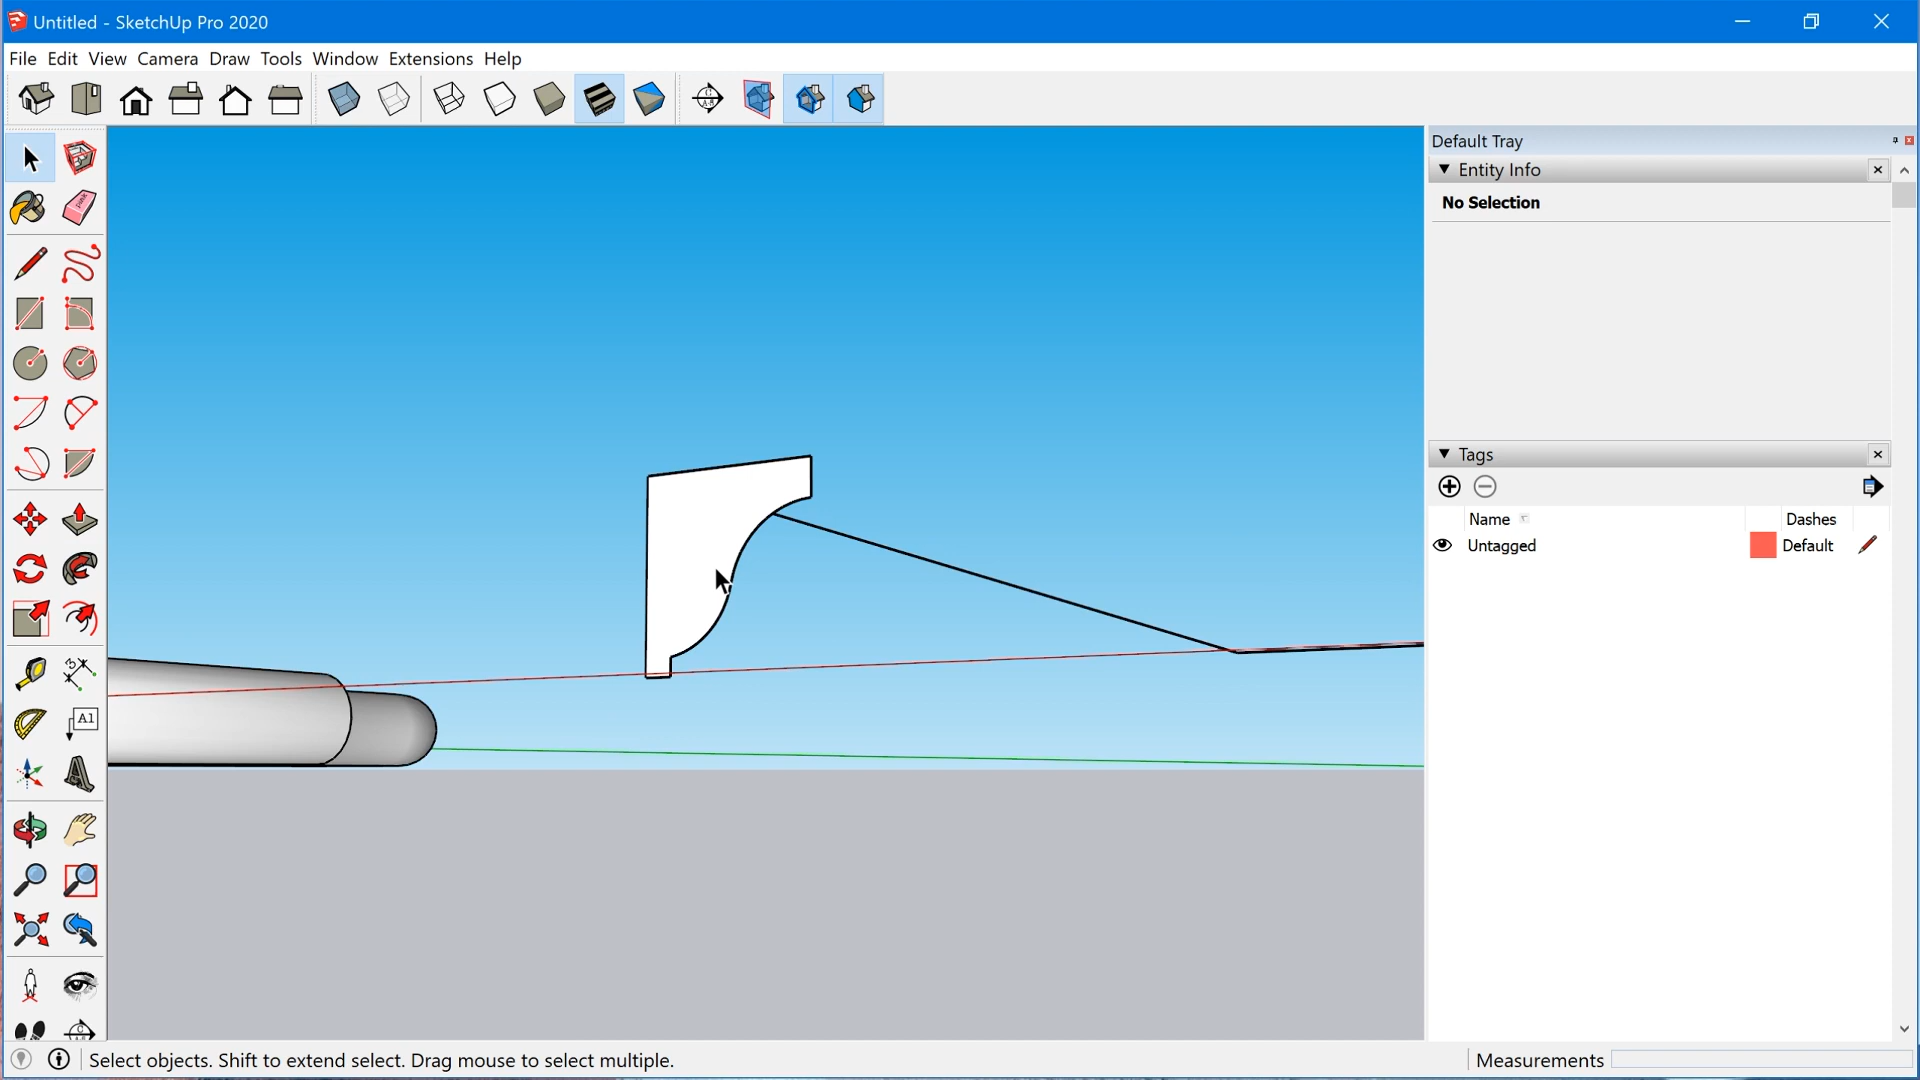 Untitled - SketchUp Pro 2020
File Edit View Camera Draw Tools Window Extensions Help
Default Tray
Entity Info
No Selection
Tags
Name Dashes
Untagged Default
A1
Select objects. Shift to extend select. Drag mouse to select multiple.
Measurements